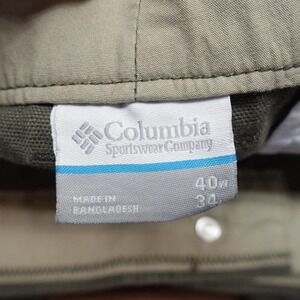 Columbia
Sportswear Company
40W
MADE IN
34
BANGLADESH